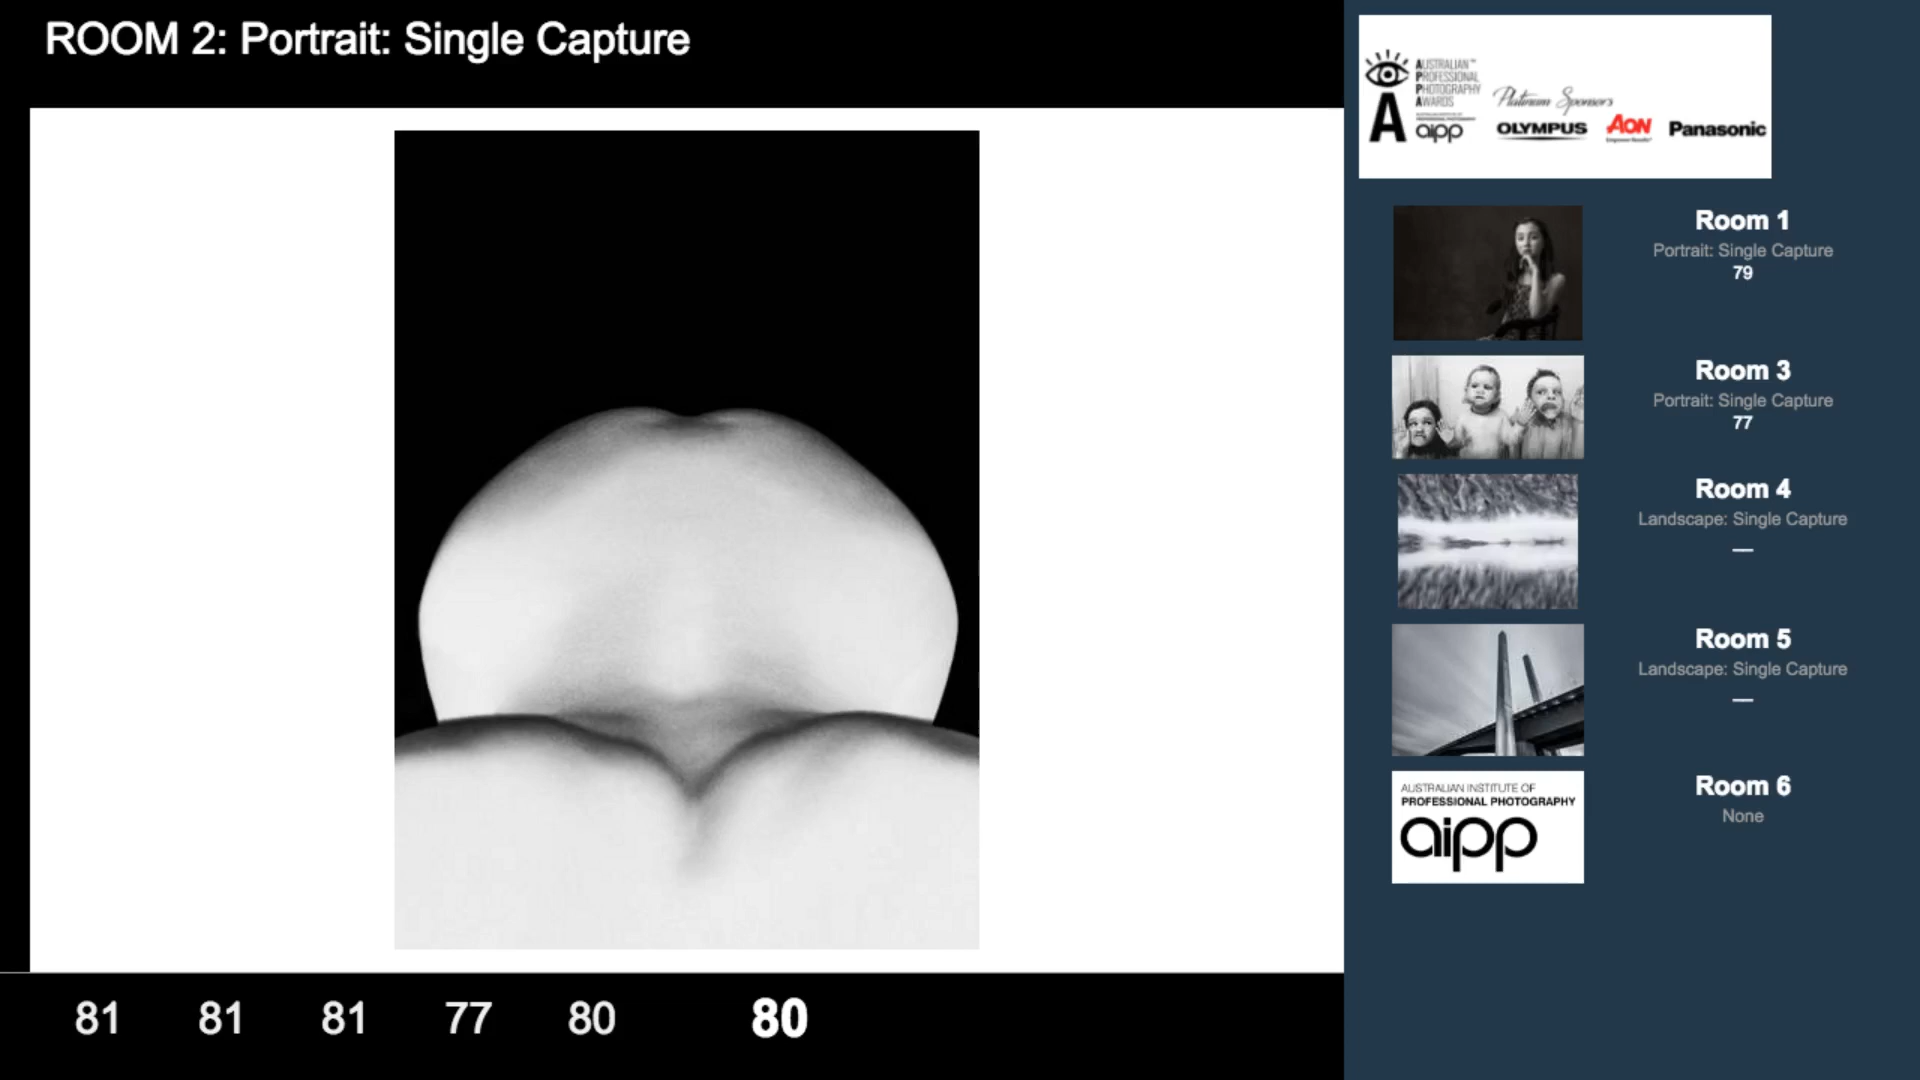 ROOM 2: Portrait: Single Capture
AUSTRALIAN™
PROFESSIONAL
PHOTOGRAPHY
AWARDS
aipp
Platinum Sponsors
OLYMPUS
AON
Panasonic
Room 1
Portrait: Single Capture
79
Room 3
Portrait: Single Capture
77
Room 4
Landscape: Single Capture
—
Room 5
Landscape: Single Capture
—
AUSTRALIAN INSTITUTE OF
PROFESSIONAL PHOTOGRAPHY
aipp
Room 6
None
81 81 81 77 80 80